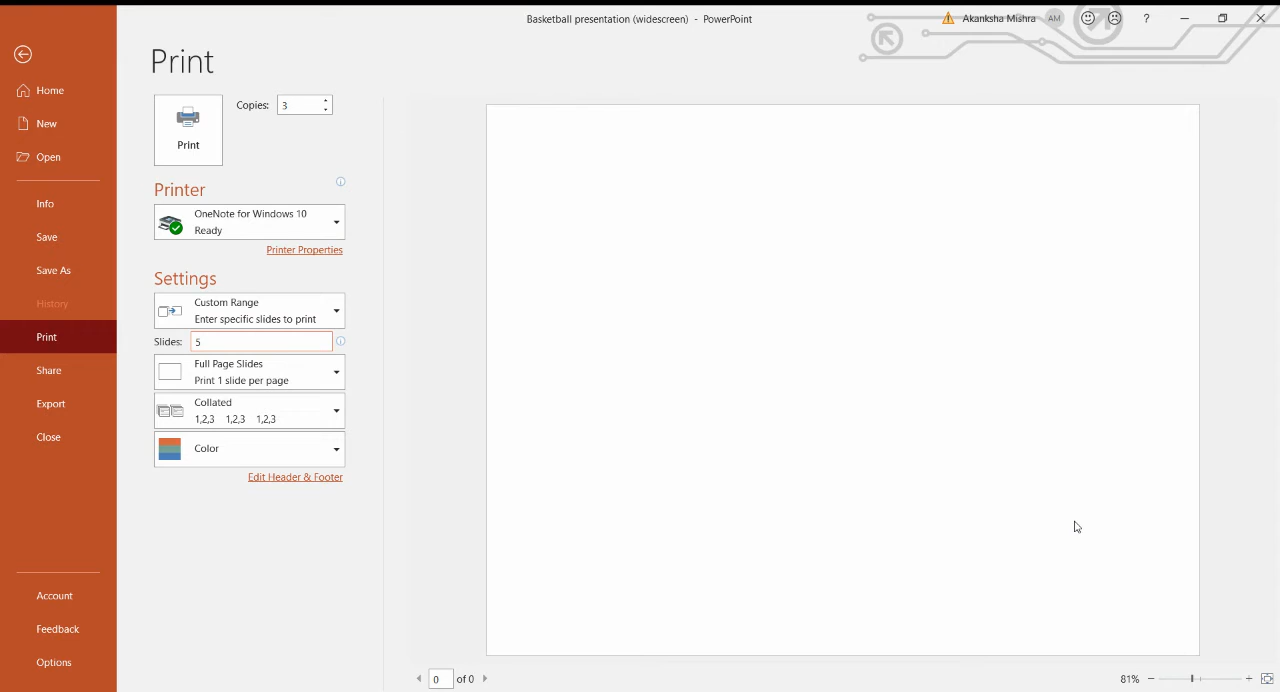 Basketball presentation (widescreen) - PowerPoint
Akanksha Mishra AM ?
Home
New
Open
Info
Save
Save As
History
Print
Share
Export
Close
Account
Feedback
Options
Print
Print
Copies: 3
Printer
OneNote for Windows 10
Ready
Printer Properties
Settings
Custom Range
Enter specific slides to print
Slides: 5
Full Page Slides
Print 1 slide per page
Collated
1,2,3 1,2,3 1,2,3
Color
Edit Header & Footer
0 of 0
81%